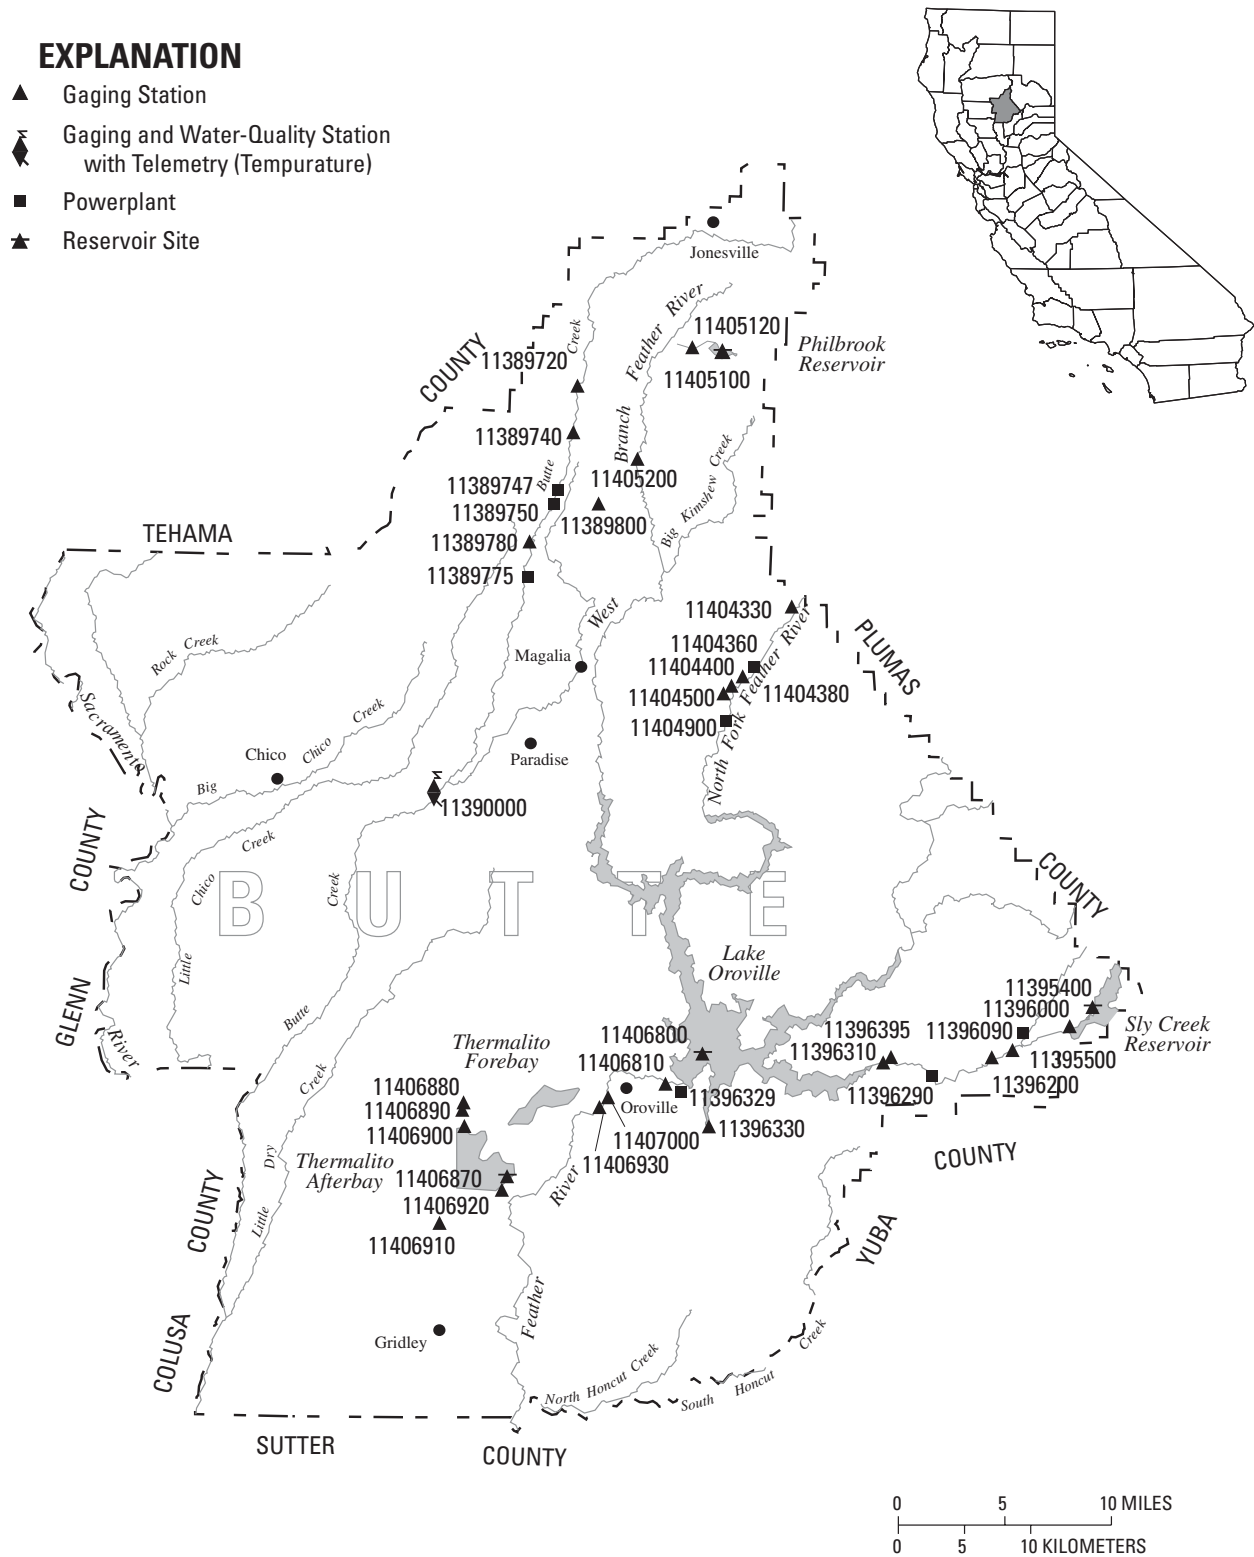 EXPLANATION
Gaging Station
Gaging and Water-Quality Station
with Telemetry (Tempurature)
Powerplant
Reservoir Site
Jonesville
Feather River
11405120
Philbrook
Reservoir
11405100
COUNTY
11389720
Creek
11389740
Branch
11405200
Butte
11389747
11389750
11389800
Big Kimshew Creek
11389780
11389775
TEHAMA
West
11404330
Rock Creek
Magalia
11404360
11404400
11404380
11404500
11404900
North Fork Feather River
PLUMAS
Sacramento
Chico
Big Chico Creek
Paradise
11390000
COUNTY
Little Chico Creek
Creek
BUTTE
COUNTY
Lake
Oroville
GLENN
River
Butte
11395400
11396000
11396090
Sly Creek
Reservoir
11395500
11396200
11396395
11396310
11396290
Thermalito
Forebay
11406800
11406810
11396329
Oroville
11396330
11407000
11406930
Creek
11406880
11406890
11406900
Dry
Thermalito
Afterbay
11406870
11406920
11406910
River
COUNTY
Little
COUNTY
YUBA
Feather
COLUSA
Gridley
North Honcut Creek
South Honcut Creek
SUTTER
COUNTY
0 5 10 MILES
0 5 10 KILOMETERS